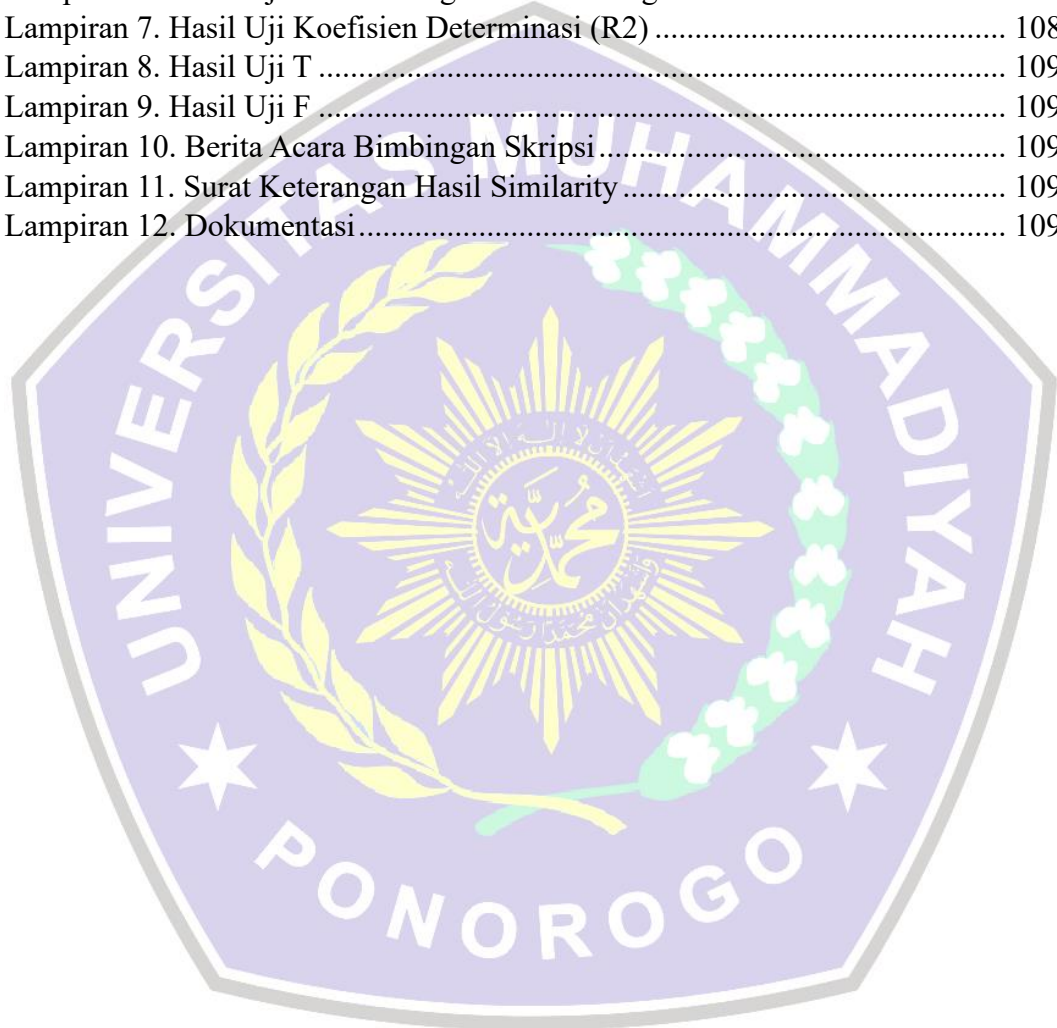 Lampiran 7. Hasil Uji Koefisien Determinasi (R2) ................................................. 108
Lampiran 8. Hasil Uji T ................................................................................................ 109
Lampiran 9. Hasil Uji F ................................................................................................ 109
Lampiran 10. Berita Acara Bimbingan Skripsi ......................................................... 109
Lampiran 11. Surat Keterangan Hasil Similarity ...................................................... 109
Lampiran 12. Dokumentasi ........................................................................................... 109
UNIVERSITAS MUHAMMADIYAH
محمدية
PONOROGO